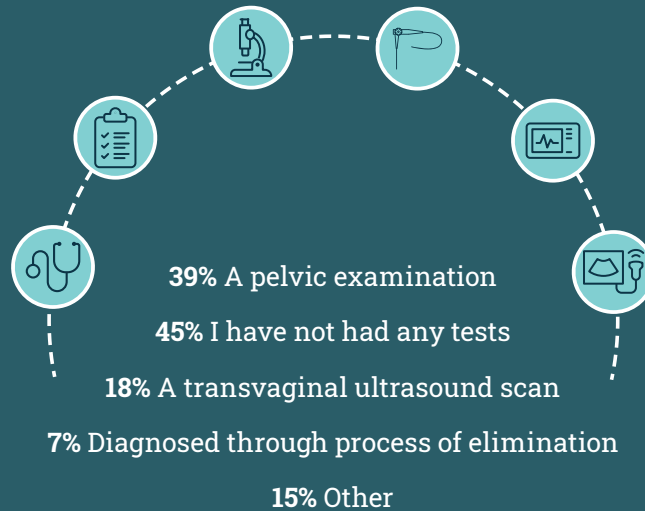 39% A pelvic examination
45% I have not had any tests
18% A transvaginal ultrasound scan
7% Diagnosed through process of elimination
15% Other